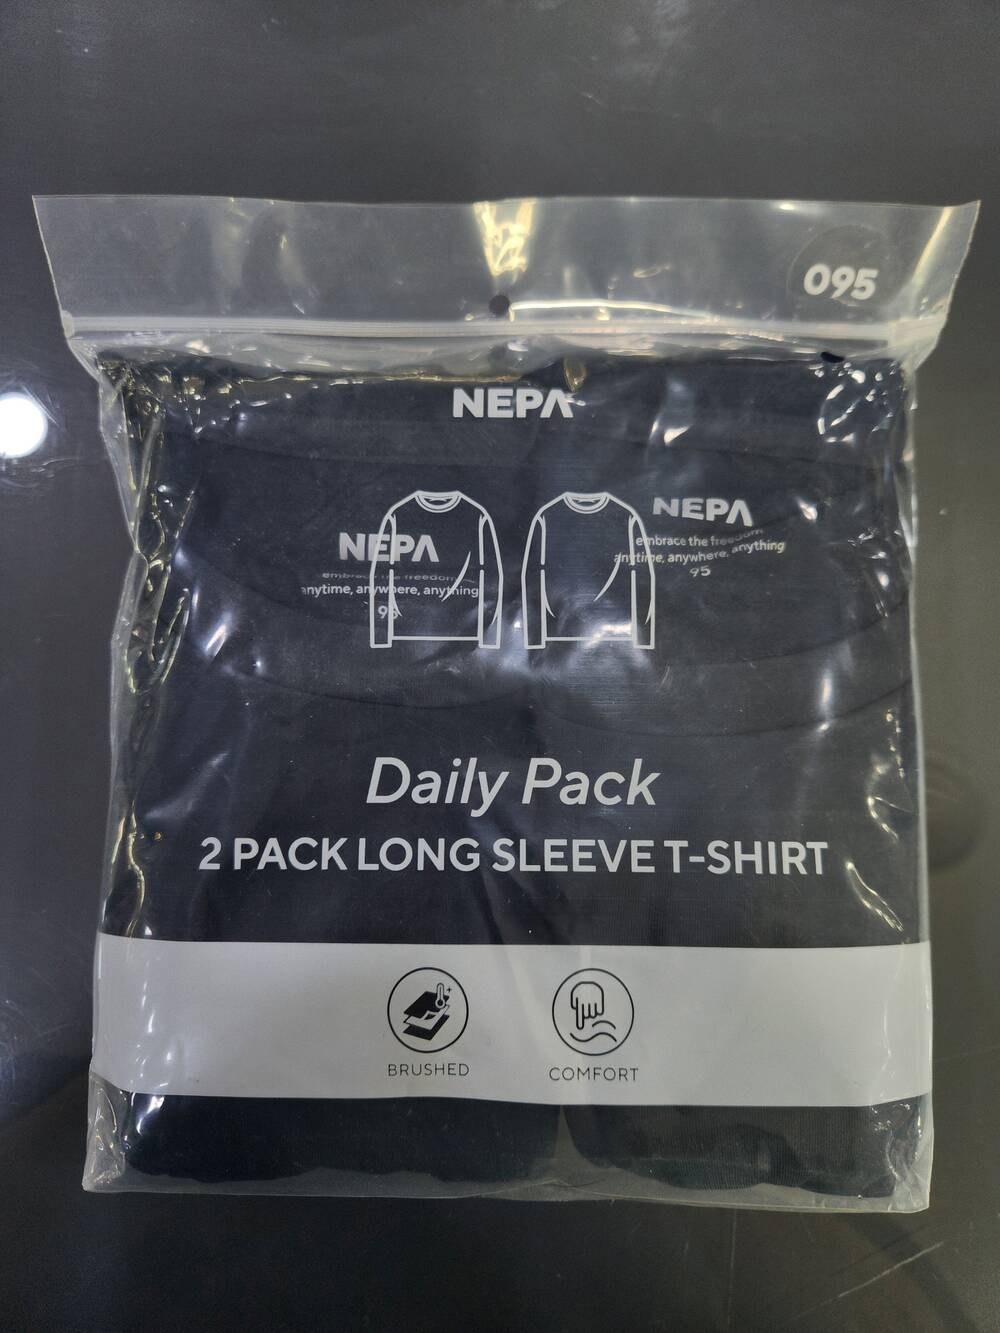 095
NEPA
NEPA
embrace the freedom
anytime, anywhere, anything
95
NEPA
embrace the freedom
anytime, anywhere, anything
95
Daily Pack
2 PACK LONG SLEEVE T-SHIRT
BRUSHED
COMFORT